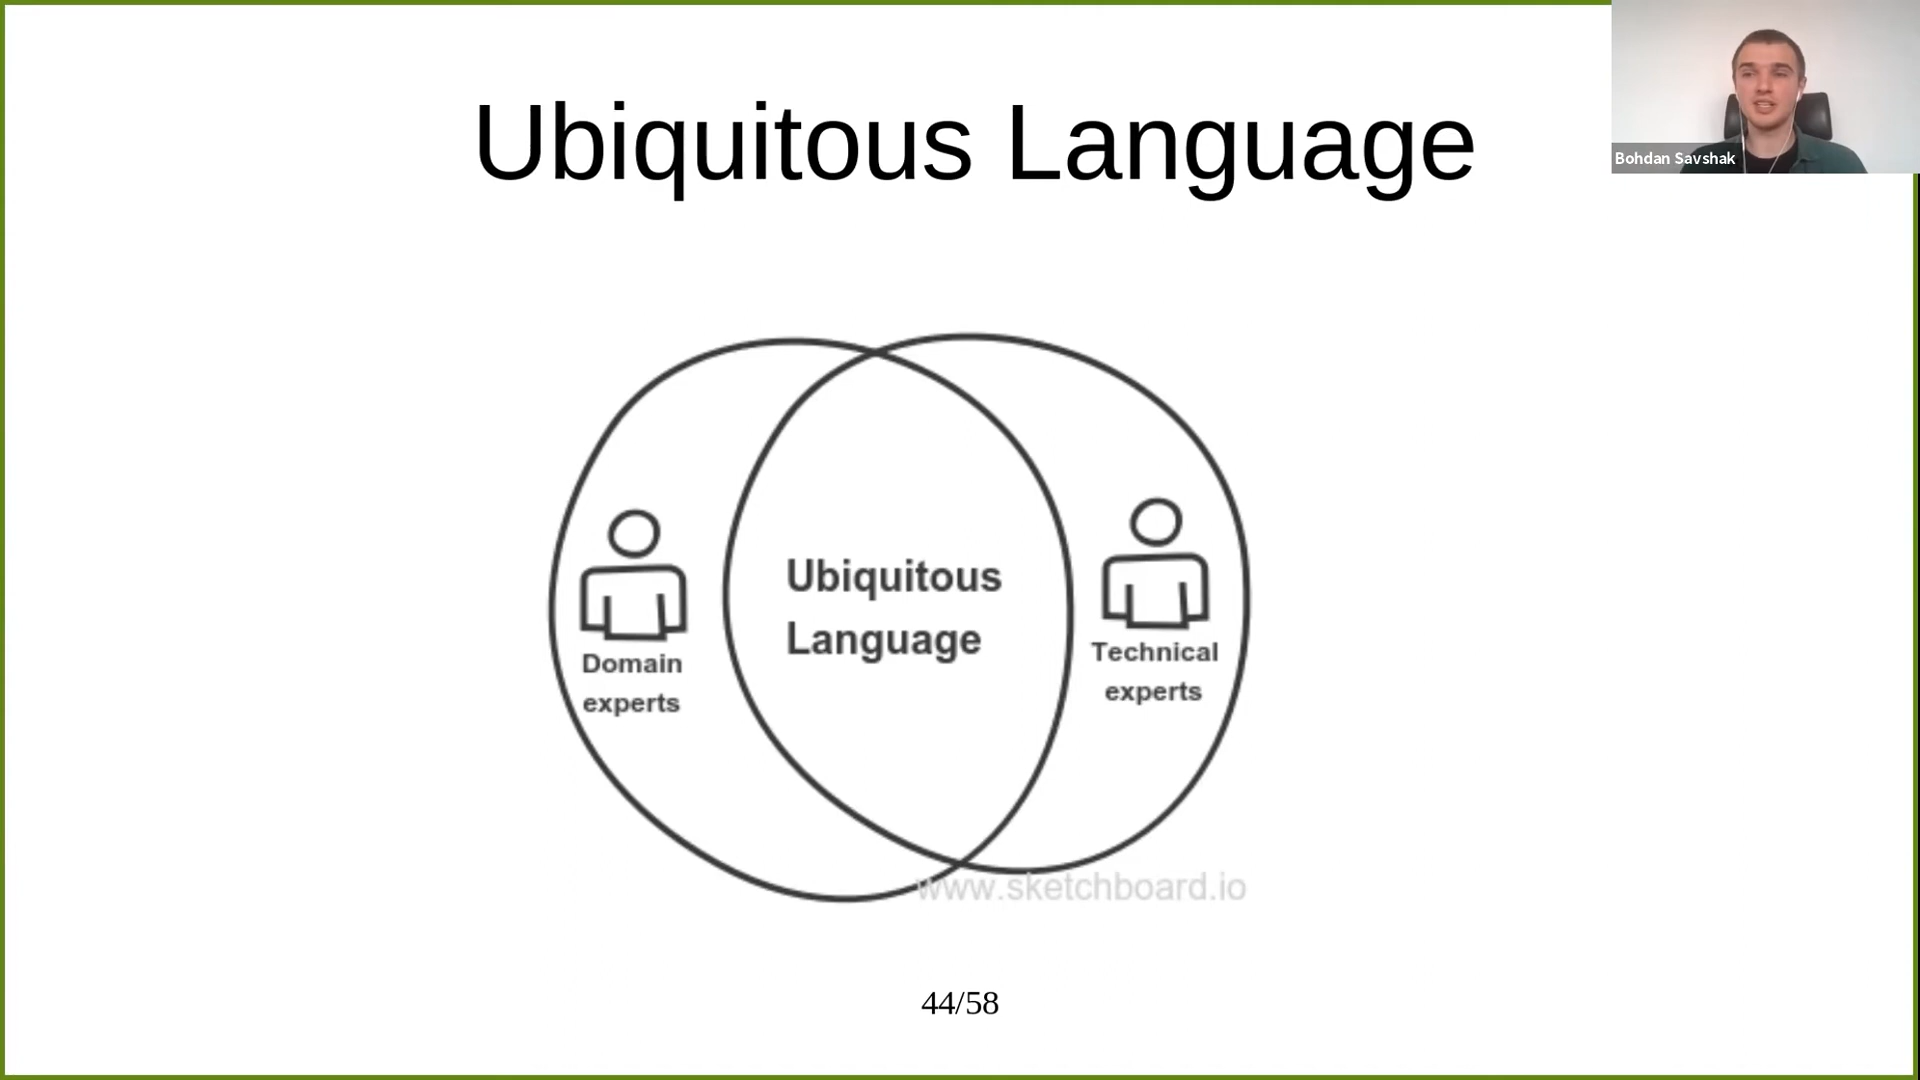 Ubiquitous Language
Bohdan Savshak
Ubiquitous
Language
Domain
experts
Technical
experts
www.sketchboard.io
44/58